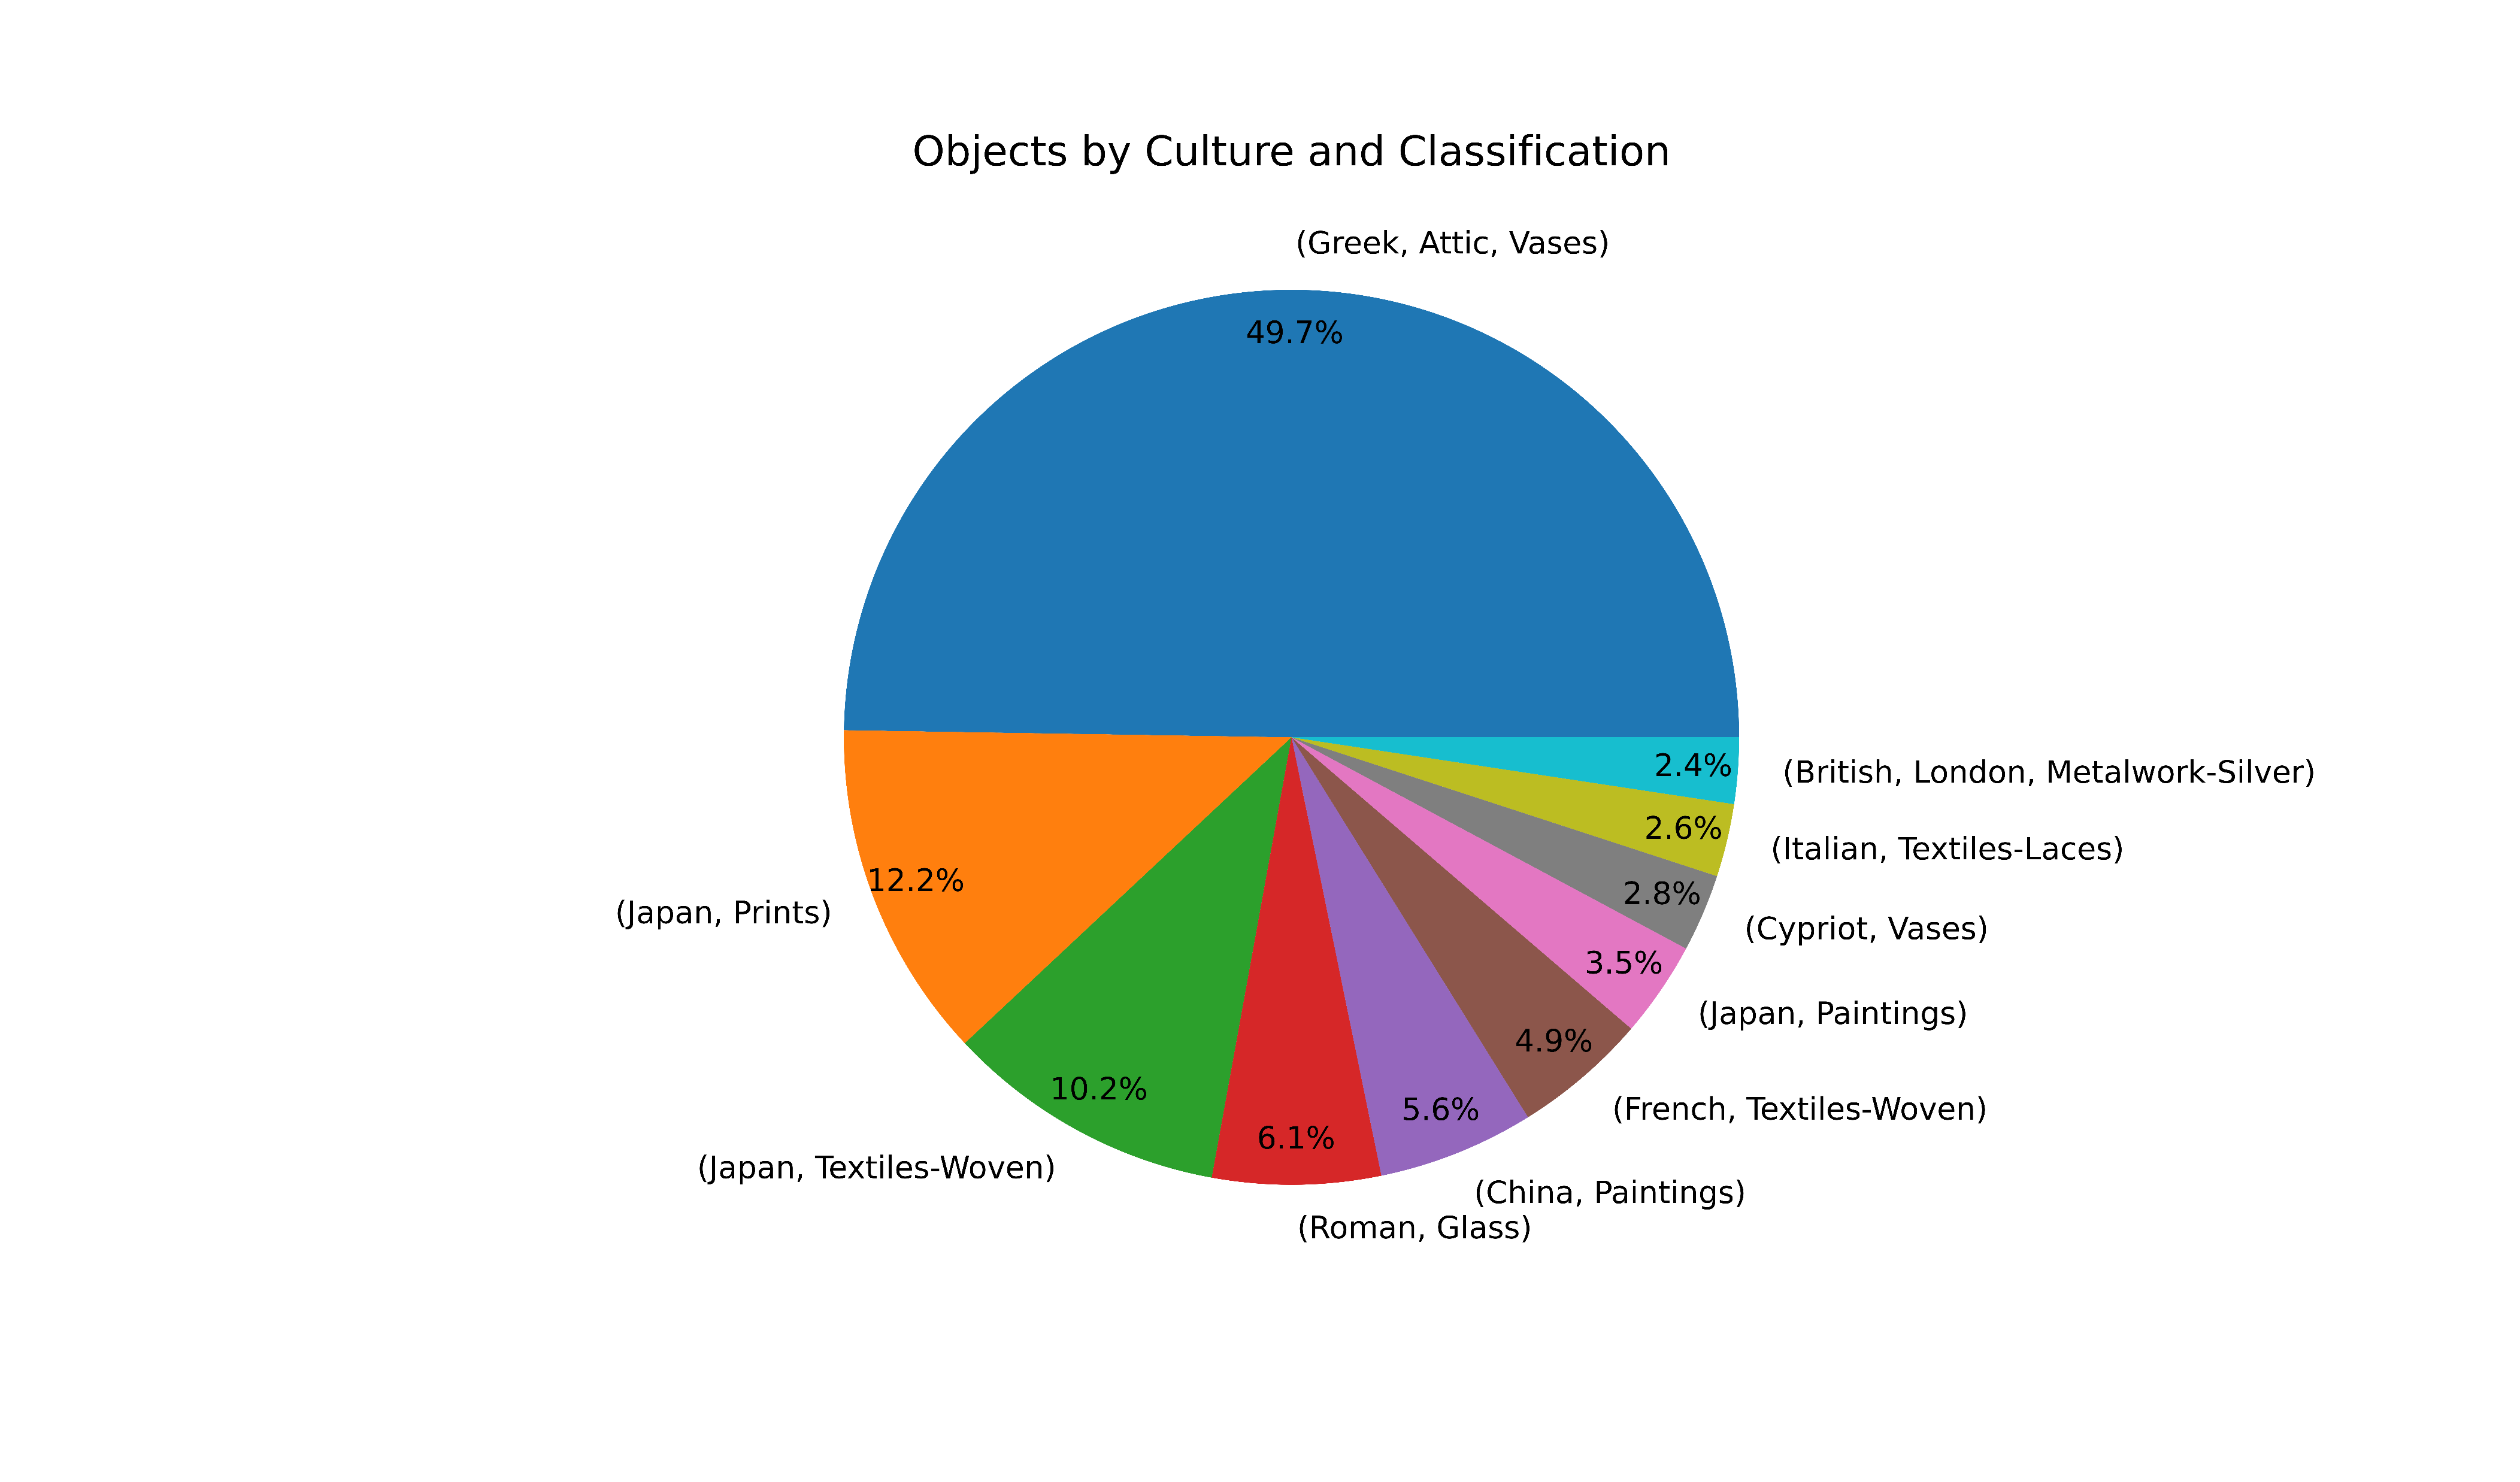 Objects by Culture and Classification
(Greek, Attic, Vases)
49.7%
2.4%
(British, London, Metalwork-Silver)
2.6%
(Italian, Textiles-Laces)
12.2%
2.8%
(Japan, Prints)
(Cypriot, Vases)
3.5%
(Japan, Paintings)
4.9%
10.2%
5.6%
(French, Textiles-Woven)
6.1%
(Japan, Textiles-Woven)
(China, Paintings)
(Roman, Glass)